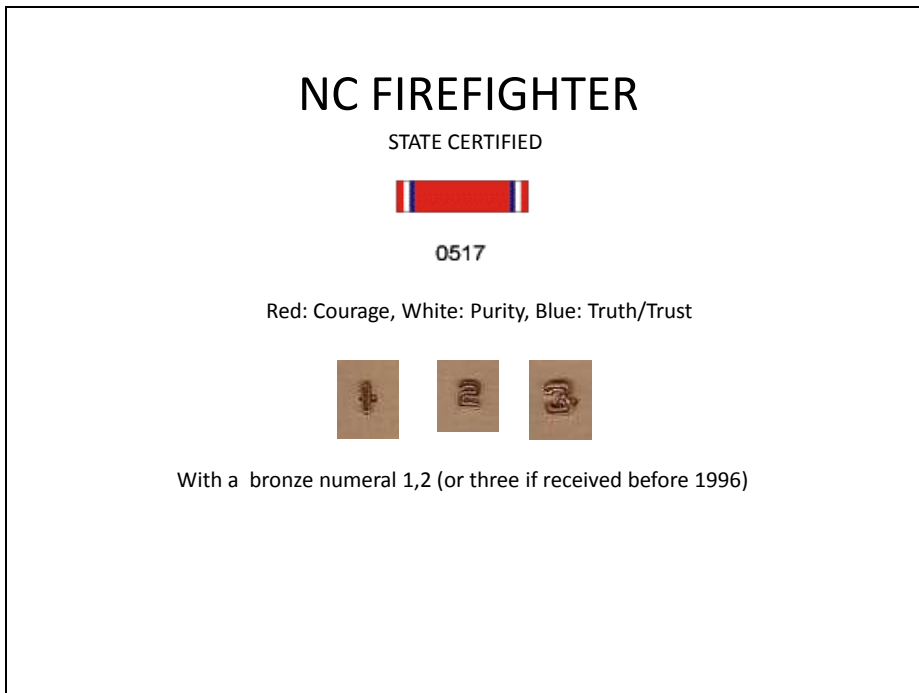 NC FIREFIGHTER
STATE CERTIFIED
0517
Red: Courage, White: Purity, Blue: Truth/Trust
1 2 3
With a  bronze numeral 1,2 (or three if received before 1996)